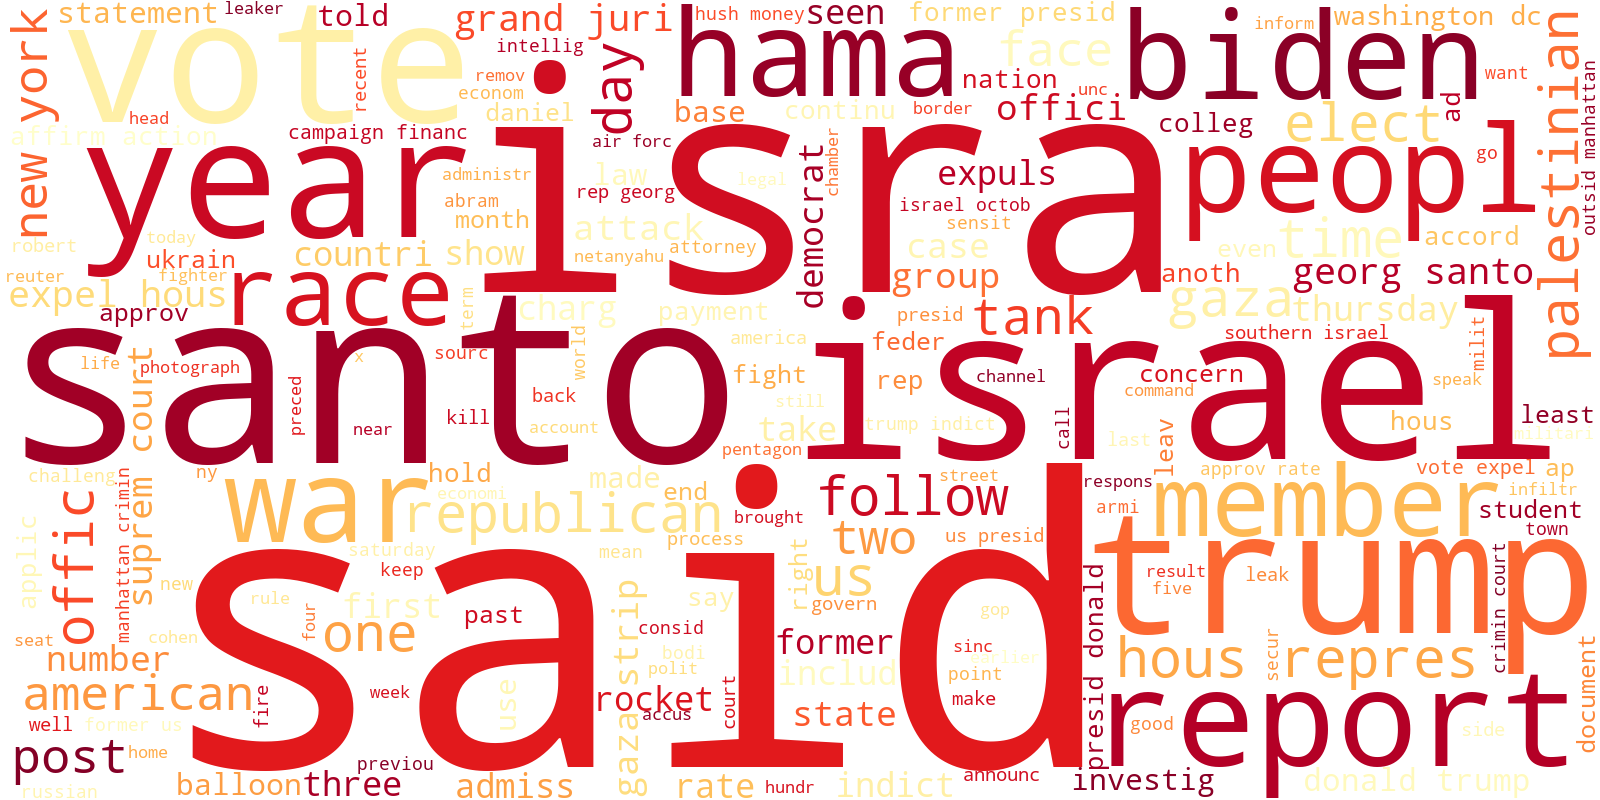 statement
leaker
told
grand juri
hush money
seen
former presid
inform
washington dc
vote
hama
biden
new york
recent
intellig
day
face
nation
want
palestinian
remov
econom
unc
head
daniel
base
continu
border
offici
ad
elect
outsid manhattan
affirm action
campaign financ
air forc
democrat
chamber
colleg
year
isra
peopl
go
administr
law
legal
expuls
abram
rep georg
israel octob
month
attack
sensit
time
accord
robert
today
countri
show
netanyahu
attorney
case
even
ukrain
reuter
fighter
race
group
anoth
georg santo
expel hous
term
charg
payment
gaza
thursday
approv
presid
tank
santo
israel
sourc
world
america
feder
southern israel
milit
life
photograph
x
fight
rep
channel
concern
speak
suprem court
preced
back
still
command
kill
near
account
take
trump indict
call
last
hous
least
militari
pentagon
leav
challeng
ny
hold
made
street
approv rate
vote expel
ap
manhattan crimin
economi
end
respons
infiltr
war
republican
brought
follow
armi
member
student
offic
applic
process
two
us presid
town
saturday
mean
said
trump
new
keep
right
us
result
leak
crimin court
rule
first
say
govern
five
four
past
gop
seat
cohen
one
gaza strip
consid
former
sinc
presid donald
hous repres
secur
document
number
bodi
polit
earlier
includ
point
american
fire
week
use
rocket
make
report
well
former us
accus
court
state
good
side
post
home
previou
russian
balloon
three
admiss
rate
hundr
indict
announc
investig
donald trump